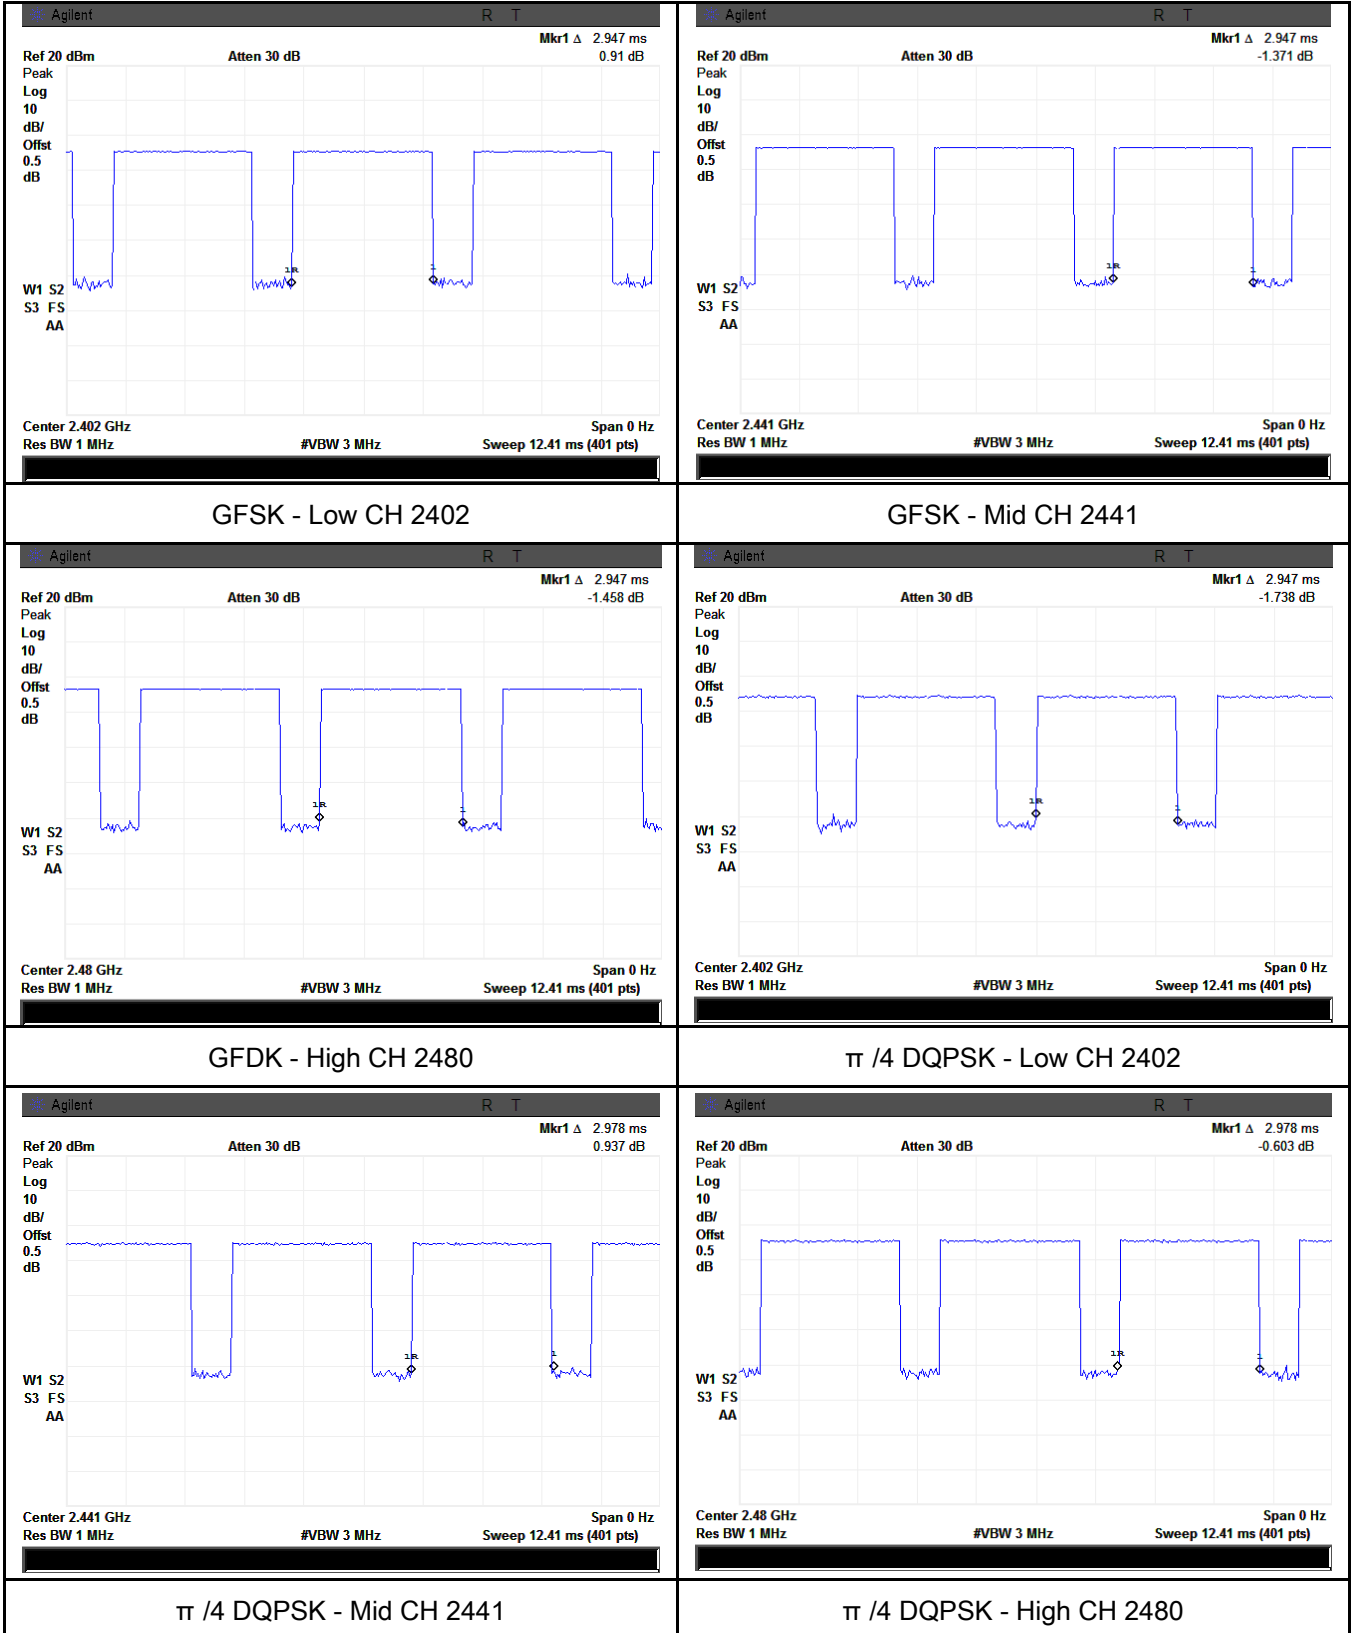 Agilent R T
Mkr1 Δ 2.947 ms
Ref 20 dBm Atten 30 dB 0.91 dB
Peak
Log
10
dB/
Offst
0.5
dB
1R 1
W1 S2
S3 FS
AA
Center 2.402 GHz Span 0 Hz
Res BW 1 MHz #VBW 3 MHz Sweep 12.41 ms (401 pts)
GFSK - Low CH 2402
Agilent R T
Mkr1 Δ 2.947 ms
Ref 20 dBm Atten 30 dB -1.371 dB
Peak
Log
10
dB/
Offst
0.5
dB
1R 1
W1 S2
S3 FS
AA
Center 2.441 GHz Span 0 Hz
Res BW 1 MHz #VBW 3 MHz Sweep 12.41 ms (401 pts)
GFSK - Mid CH 2441
Agilent R T
Mkr1 Δ 2.947 ms
Ref 20 dBm Atten 30 dB -1.458 dB
Peak
Log
10
dB/
Offst
0.5
dB
1R 1
W1 S2
S3 FS
AA
Center 2.48 GHz Span 0 Hz
Res BW 1 MHz #VBW 3 MHz Sweep 12.41 ms (401 pts)
GFDK - High CH 2480
Agilent R T
Mkr1 Δ 2.947 ms
Ref 20 dBm Atten 30 dB -1.738 dB
Peak
Log
10
dB/
Offst
0.5
dB
1R 1
W1 S2
S3 FS
AA
Center 2.402 GHz Span 0 Hz
Res BW 1 MHz #VBW 3 MHz Sweep 12.41 ms (401 pts)
π /4 DQPSK - Low CH 2402
Agilent R T
Mkr1 Δ 2.978 ms
Ref 20 dBm Atten 30 dB 0.937 dB
Peak
Log
10
dB/
Offst
0.5
dB
1R 1
W1 S2
S3 FS
AA
Center 2.441 GHz Span 0 Hz
Res BW 1 MHz #VBW 3 MHz Sweep 12.41 ms (401 pts)
π /4 DQPSK - Mid CH 2441
Agilent R T
Mkr1 Δ 2.978 ms
Ref 20 dBm Atten 30 dB -0.603 dB
Peak
Log
10
dB/
Offst
0.5
dB
1R 1
W1 S2
S3 FS
AA
Center 2.48 GHz Span 0 Hz
Res BW 1 MHz #VBW 3 MHz Sweep 12.41 ms (401 pts)
π /4 DQPSK - High CH 2480